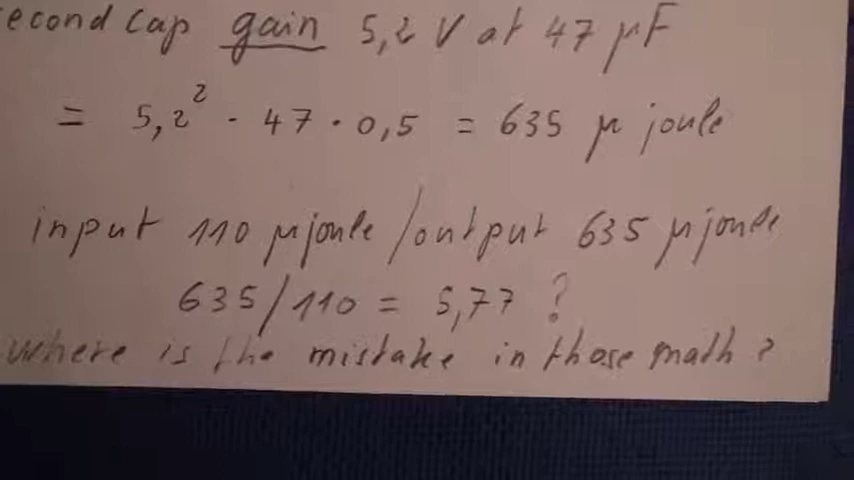 econd cap gain 5,2 V at 47 µF
= 5,2² · 47 · 0,5 = 635 µ joule
input 110 µjoule / output 635 µjoule
635/110 = 5,77 ?
where is the mistake in those math ?